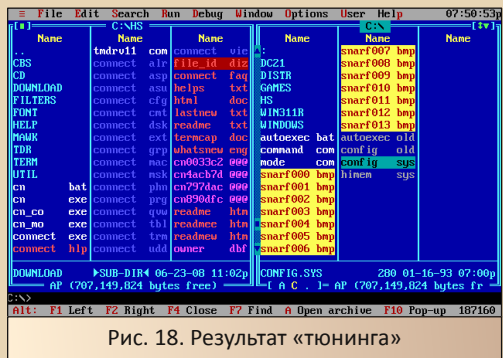 ≡ File Edit Search Run Debug Window Options User Help 07:50:53p
[■] C:\HS C:\ [↕▼]
Name Name Name Name Name Name
.. tmdrv11 com connect vie : snarf007 bmp
CBS connect alr file_id diz DC21 snarf008 bmp
CD connect asp connect faq DISTR snarf009 bmp
DOWNLOAD connect asu helps txt GAMES snarf010 bmp
FILTERS connect cfg html doc HS snarf011 bmp
FONT connect cmt lastnew txt WIN311R snarf012 bmp
HELP connect dsk readme txt WINDOWS snarf013 bmp
MAWK connect ext termcap doc autoexec bat autoexec old
TDR connect grp whatsnew eng command com config old
TERM connect mac cn0033c2 @@@ mode com config sys
UTIL connect msk cn4acb7d @@@ snarf000 bmp himem sys
cn bat connect phn cn797dac @@@ snarf001 bmp
cn exe connect prg cn890dfc @@@ snarf002 bmp
cn_co exe connect qvw readme htm snarf003 bmp
cn_mo exe connect tbl readmee htm snarf004 bmp
connect exe connect trm readmew htm snarf005 bmp
connect hlp connect udd owner dbf snarf006 bmp
DOWNLOAD ►SUB-DIR◄ 06-23-08 11:02p CONFIG.SYS 280 01-16-93 07:00p
AP (707,149,824 bytes free) [ A C . ] AP (707,149,824 bytes fr
C:\>
Alt: F1 Left F2 Right F4 Close F7 Find A Open archive F10 Pop-up 187160
Рис. 18. Результат «тюнинга»